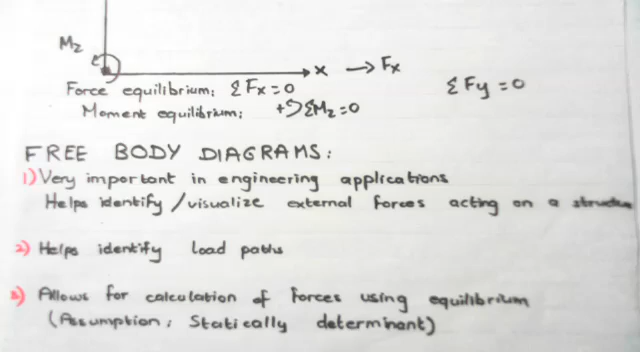 Mz
x → Fx
Force equilibrium: ΣFx = 0 ΣFy = 0
Moment equilibrium: +↺ ΣMz = 0
FREE BODY DIAGRAMS:
1) Very important in engineering applications
Helps identify / visualize external forces acting on a structure
2) Helps identify load paths
3) Allows for calculation of forces using equilibrium
(Assumption: Statically determinant)